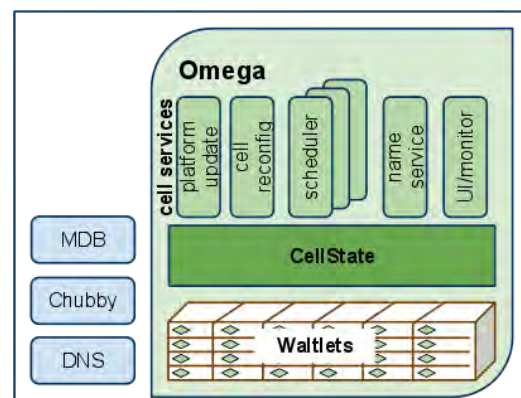 Omega
cell services
platform
update
cell
reconfig
scheduler
name
service
UI/monitor
MDB
CellState
Chubby
Waltlets
DNS